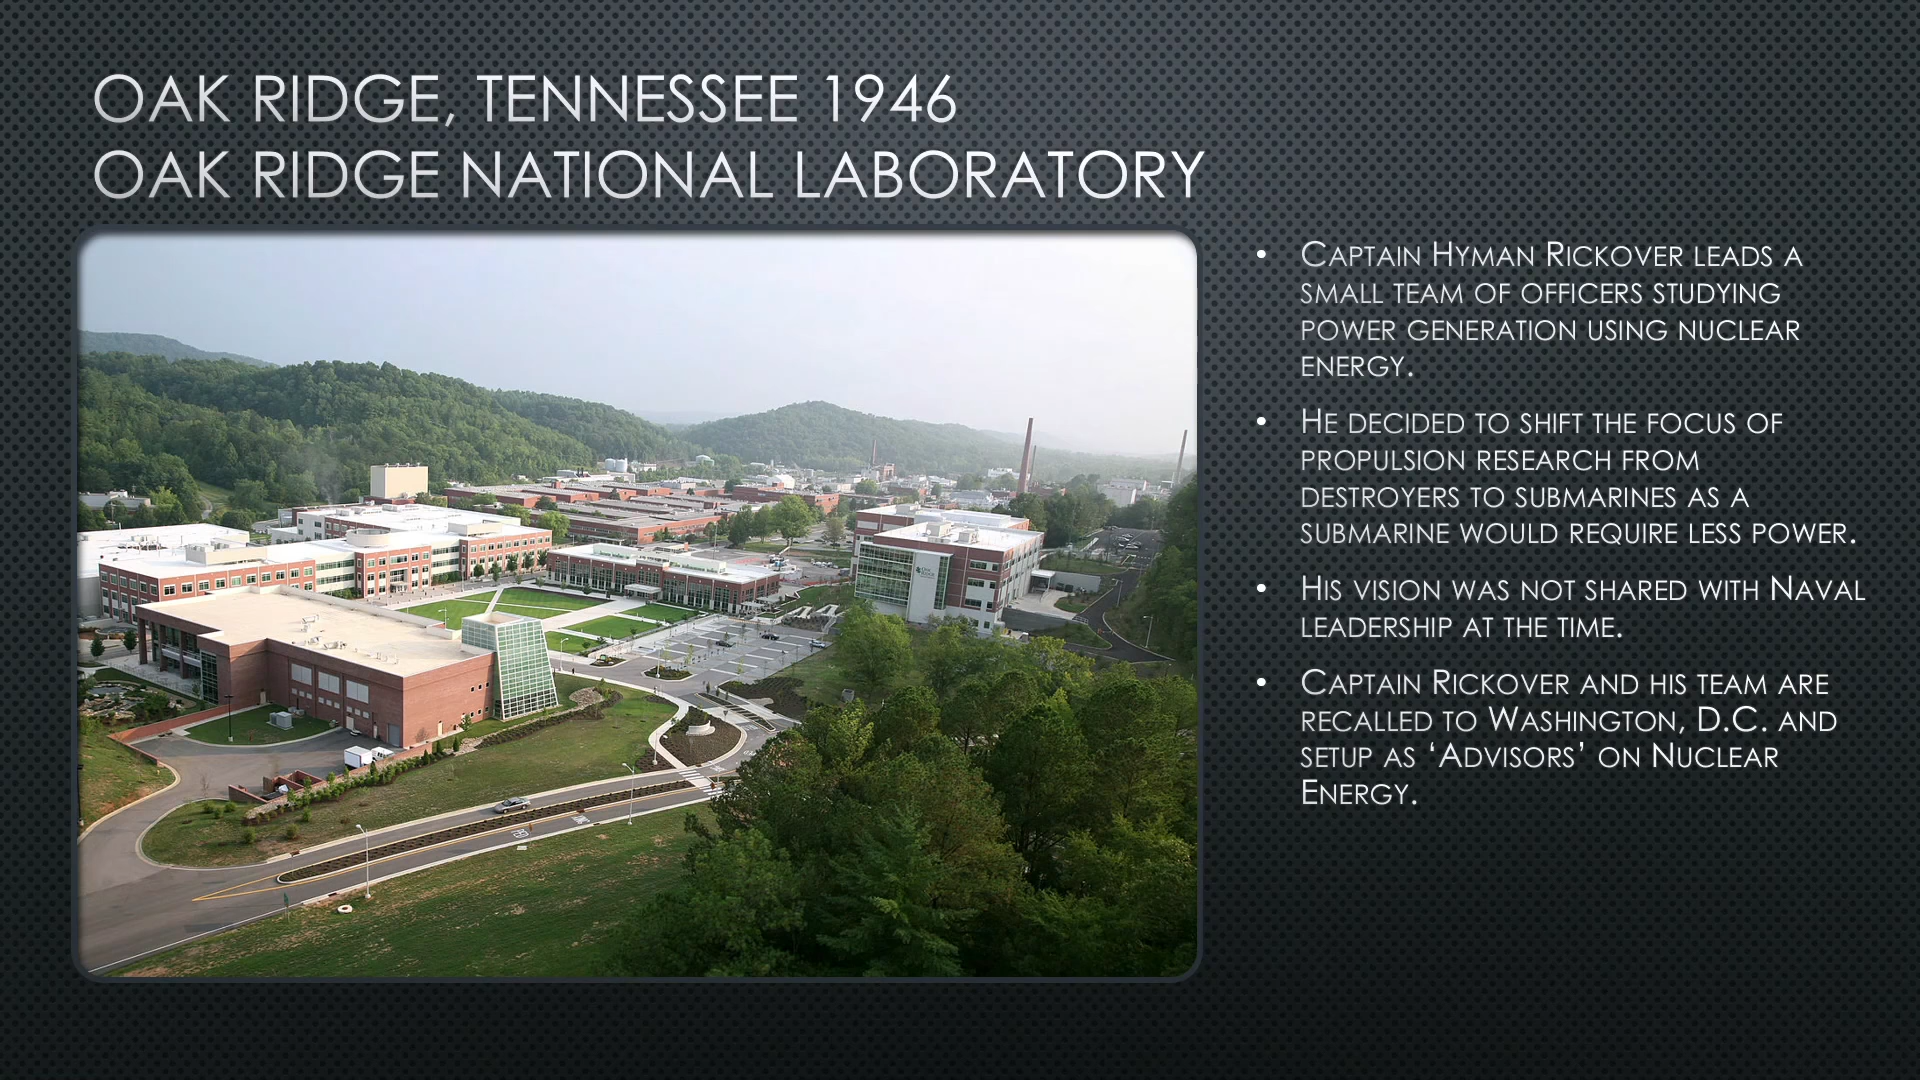 OAK RIDGE, TENNESSEE 1946
OAK RIDGE NATIONAL LABORATORY
• CAPTAIN HYMAN RICKOVER LEADS A
SMALL TEAM OF OFFICERS STUDYING
POWER GENERATION USING NUCLEAR
ENERGY.
• HE DECIDED TO SHIFT THE FOCUS OF
PROPULSION RESEARCH FROM
DESTROYERS TO SUBMARINES AS A
SUBMARINE WOULD REQUIRE LESS POWER.
• HIS VISION WAS NOT SHARED WITH NAVAL
LEADERSHIP AT THE TIME.
• CAPTAIN RICKOVER AND HIS TEAM ARE
RECALLED TO WASHINGTON, D.C. AND
SETUP AS ‘ADVISORS’ ON NUCLEAR
ENERGY.